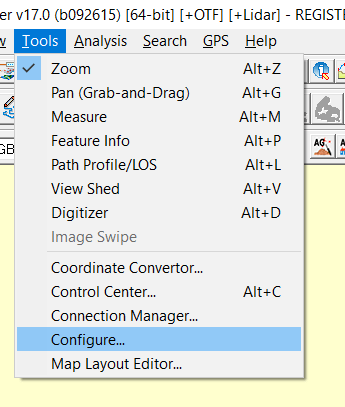 er v17.0 (b092615) [64-bit] [+OTF] [+Lidar] - REGISTE
w Tools Analysis Search GPS Help
Zoom Alt+Z
Pan (Grab-and-Drag) Alt+G
Measure Alt+M
Feature Info Alt+P
Path Profile/LOS Alt+L
View Shed Alt+V
Digitizer Alt+D
Image Swipe
Coordinate Convertor...
Control Center... Alt+C
Connection Manager...
Configure...
Map Layout Editor...
GB
AG
AG